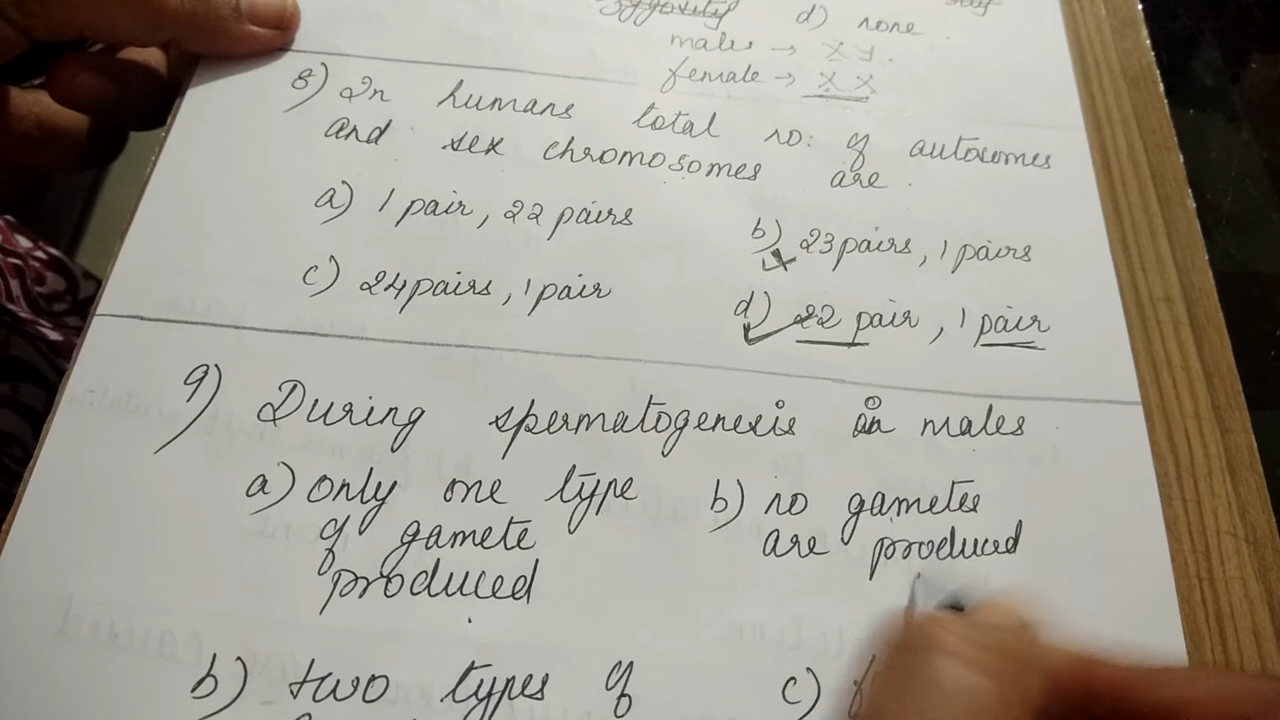 d) none.
males → XY.
female → XX
8) In humans total no: of autosomes
and sex chromosomes are.
a) 1 pair, 22 pairs
b) 23 pairs, 1 pairs
c) 24 pairs, 1 pair
d) 22 pair, 1 pair
9) During spermatogenesis in males
a) only one type
of gamete
produced
b) no gametes
are produced
b) two types of
c)